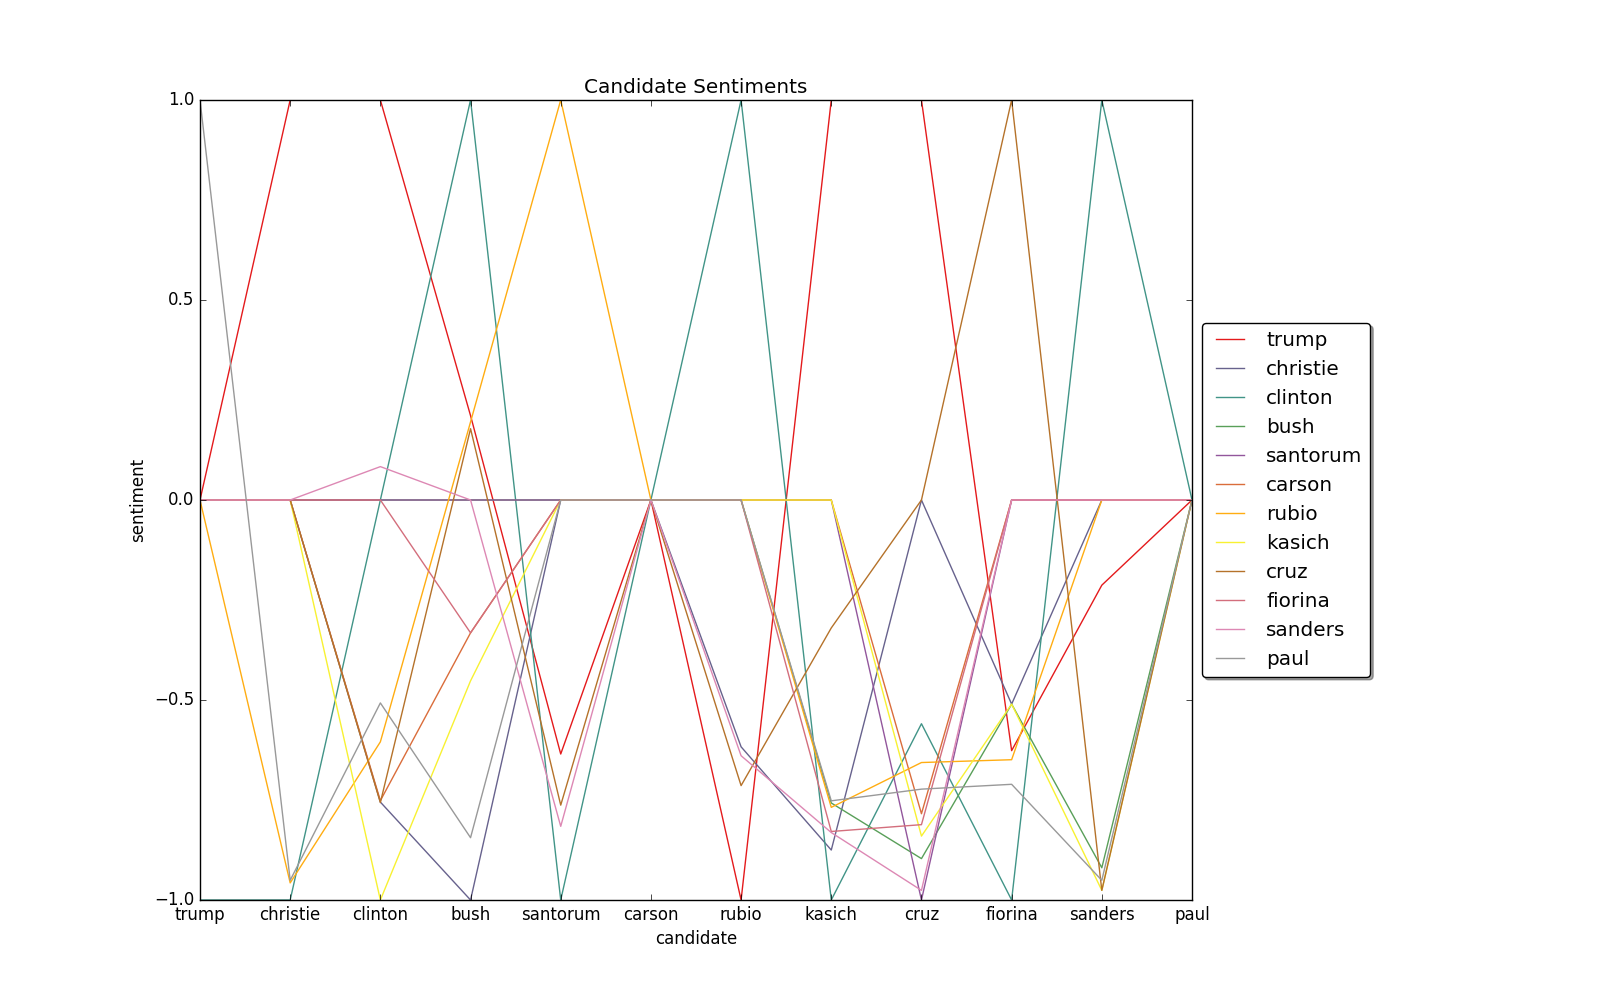 Candidate Sentiments
1.0
0.5
0.0
−0.5
−1.0
sentiment
trump christie clinton bush santorum carson rubio kasich cruz fiorina sanders paul
candidate
trump
christie
clinton
bush
santorum
carson
rubio
kasich
cruz
fiorina
sanders
paul